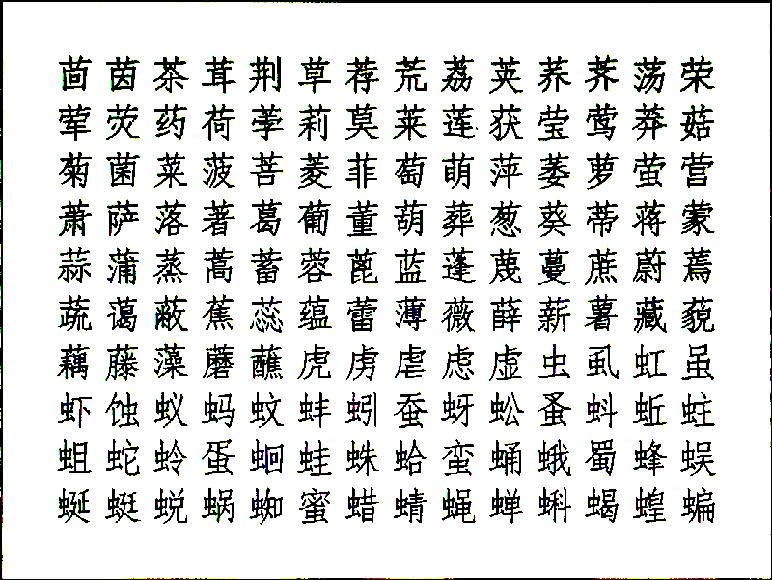 茴茵茶茸荆草荐荒荔荚荞荠荡荣
荤荧药荷荸莉莫莱莲获莹莺莽菇
菊菌菜菠菩菱菲萄萌萍萎萝萤营
萧萨落著葛葡董葫葬葱葵蒂蒋蒙
蒜蒲蒸蒿蓄蓉蓖蓝蓬蔑蔓蔗蔚蔫
蔬蔼蔽蕉蕊蕴蕾薄薇薛薪薯藏藐
藕藤藻蘑蘸虎虏虐虑虚虫虱虹虽
虾蚀蚁蚂蚊蚌蚓蚕蚜蚣蚤蚪蚯蛀
蛆蛇蛉蛋蛔蛙蛛蛤蛮蛹蛾蜀蜂蜈
蜒蜓蜕蜗蜘蜜蜡蜻蝇蝉蝌蝎蝗蝙